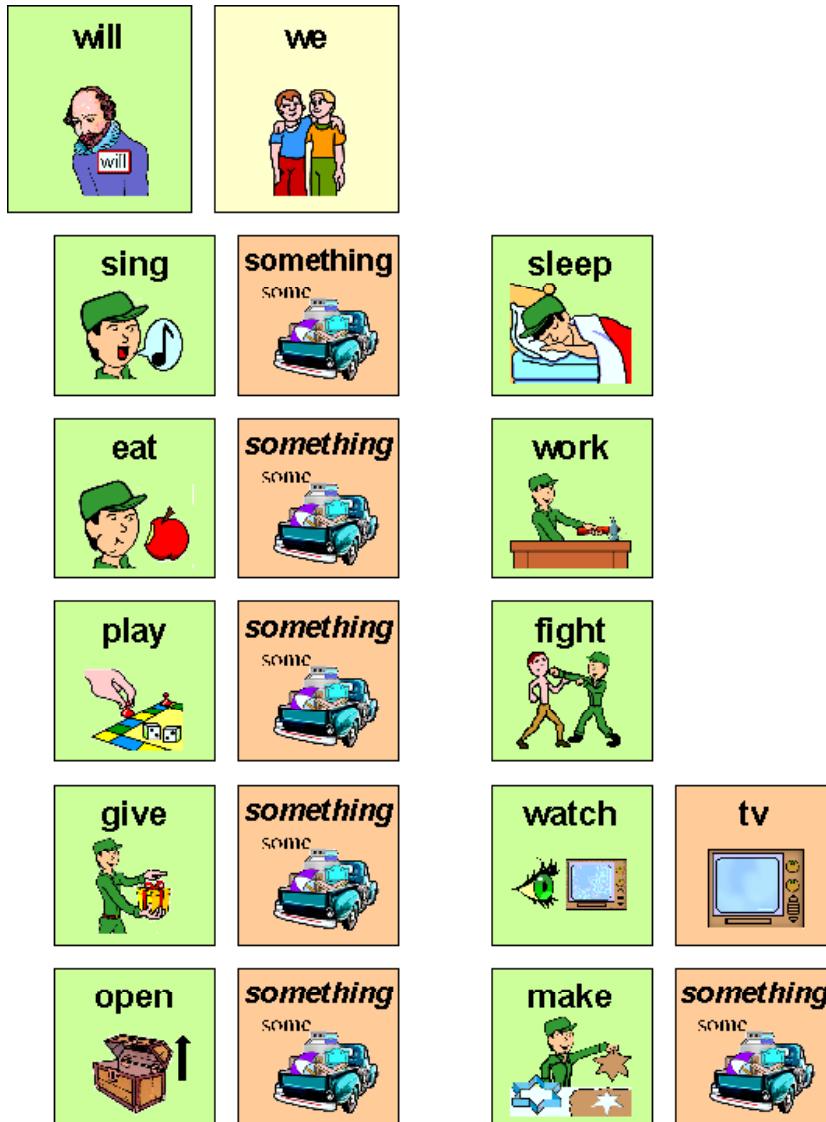 will we
will
sing something sleep
some
eat something work
some
play something fight
some
give something watch tv
some
open something make something
some some